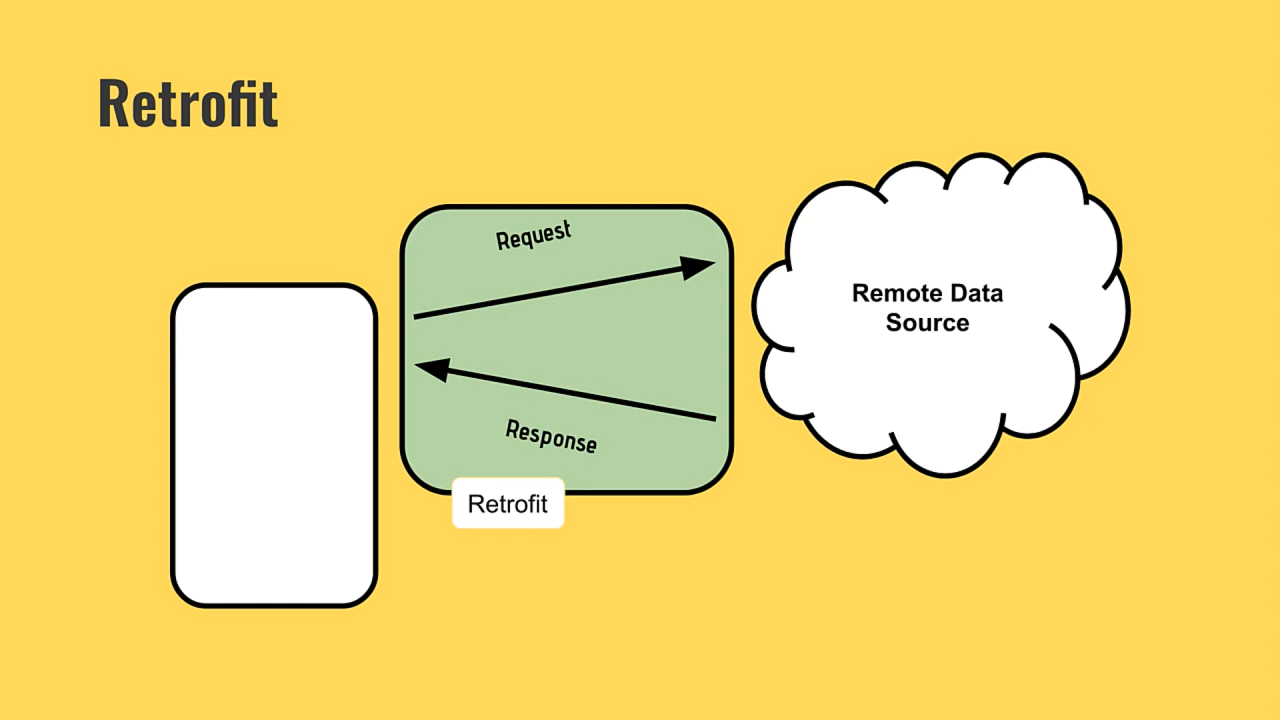 Retrofit
Request
Remote Data
Source
Response
Retrofit